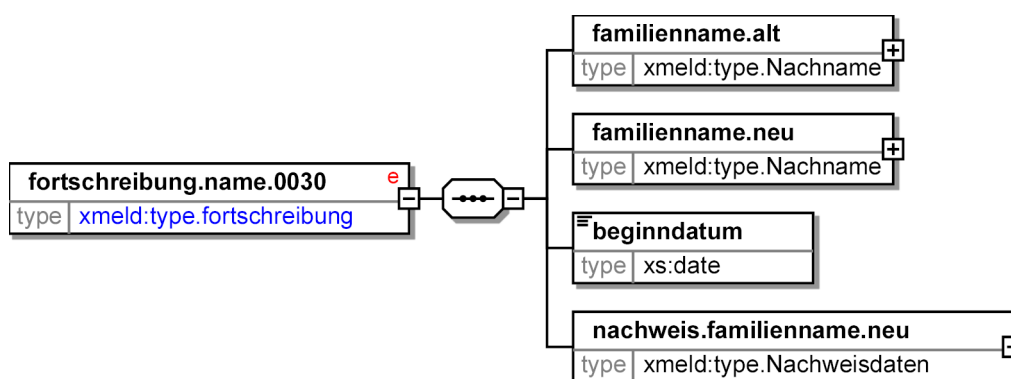 familienname.alt
type xmeld:type.Nachname
familienname.neu
type xmeld:type.Nachname
fortschreibung.name.0030 e
type xmeld:type.fortschreibung
beginndatum
type xs:date
nachweis.familienname.neu
type xmeld:type.Nachweisdaten